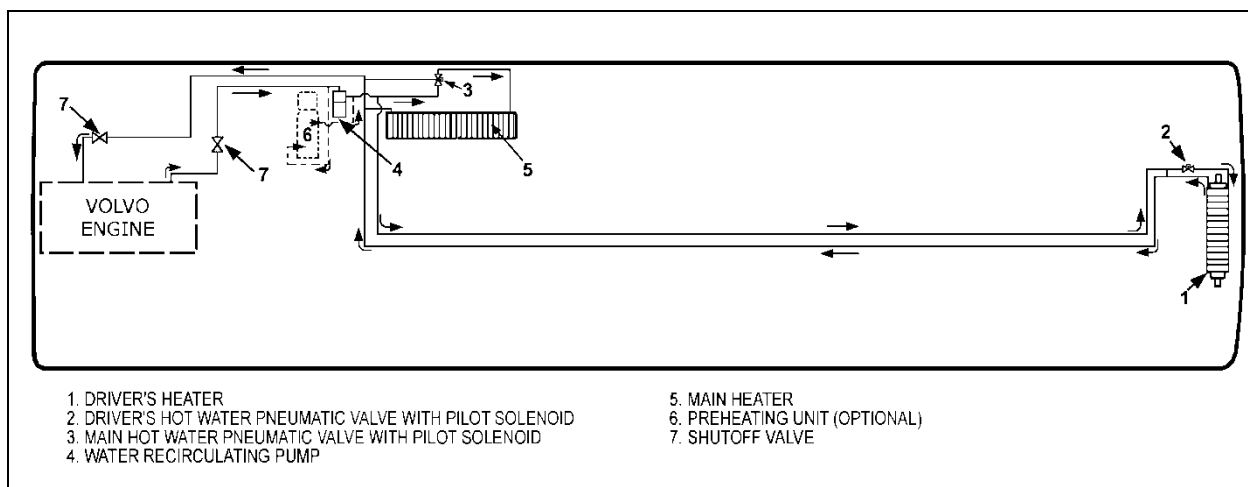 7
3
6
4
5
7
2
VOLVO
ENGINE
1
1. DRIVER'S HEATER
2. DRIVER'S HOT WATER PNEUMATIC VALVE WITH PILOT SOLENOID
3. MAIN HOT WATER PNEUMATIC VALVE WITH PILOT SOLENOID
4. WATER RECIRCULATING PUMP
5. MAIN HEATER
6. PREHEATING UNIT (OPTIONAL)
7. SHUTOFF VALVE